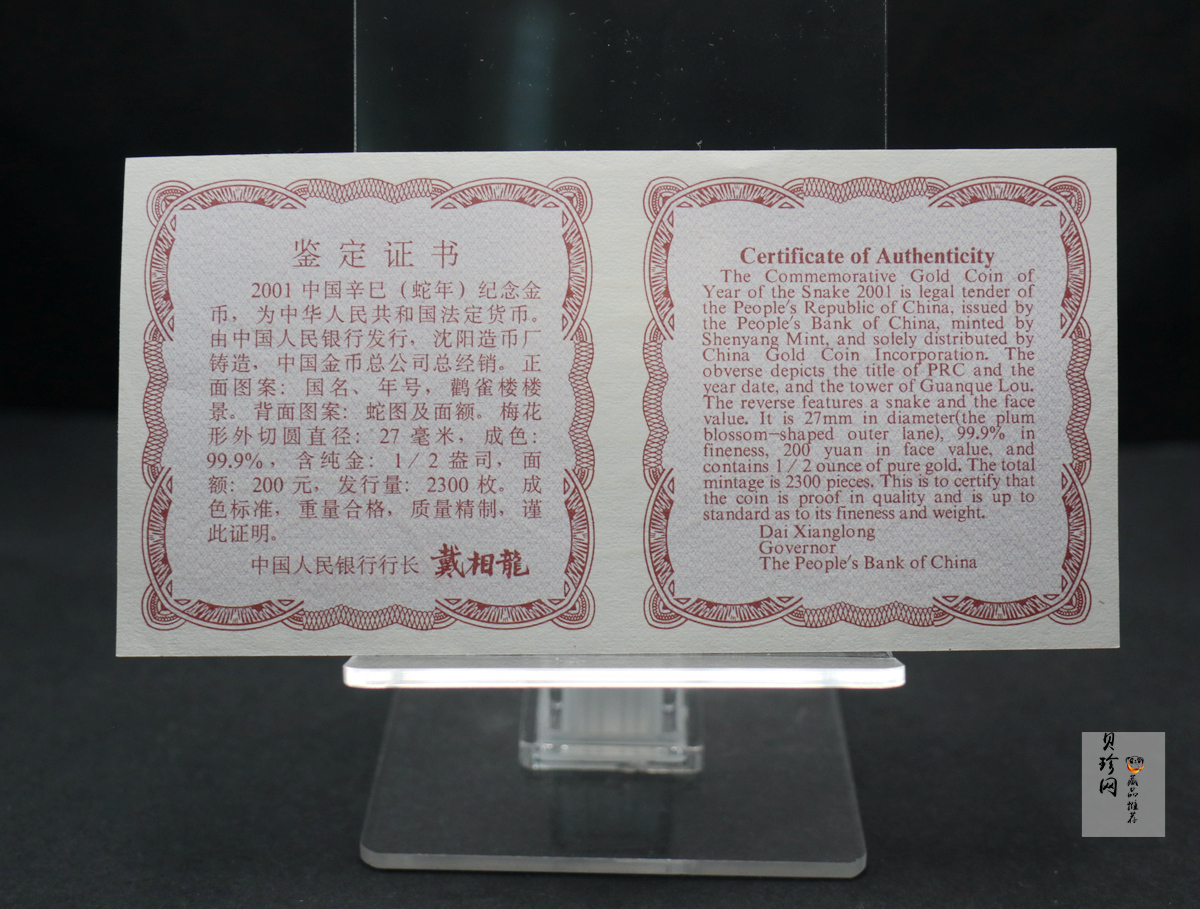 鉴定证书
2001 中国辛巳（蛇年）纪念金
币，为中华人民共和国法定货币。
由中国人民银行发行，沈阳造币厂
铸造，中国金币总公司总经销。正
面图案：国名、年号，鹳雀楼楼
景。背面图案：蛇图及面额。梅花
形外切圆直径：27 毫米，成色：
99.9%，含纯金：1／2 盎司，面
额：200 元，发行量：2300 枚。成
色标准，重量合格，质量精制，谨
此证明。
中国人民银行行长 戴相龍
Certificate of Authenticity
The Commemorative Gold Coin of
Year of the Snake 2001 is legal tender of
the People's Republic of China, issued by
the People's Bank of China, minted by
Shenyang Mint, and solely distributed by
China Gold Coin Incorporation. The
obverse depicts the title of PRC and the
year date, and the tower of Guanque Lou.
The reverse features a snake and the face
value. It is 27mm in diameter(the plum
blossom—shaped outer lane), 99.9% in
fineness, 200 yuan in face value, and
contains 1／2 ounce of pure gold. The total
mintage is 2300 pieces. This is to certify that
the coin is proof in quality and is up to
standard as to its fineness and weight.
Dai Xianglong
Governor
The People's Bank of China
贝珍网
藏品推荐